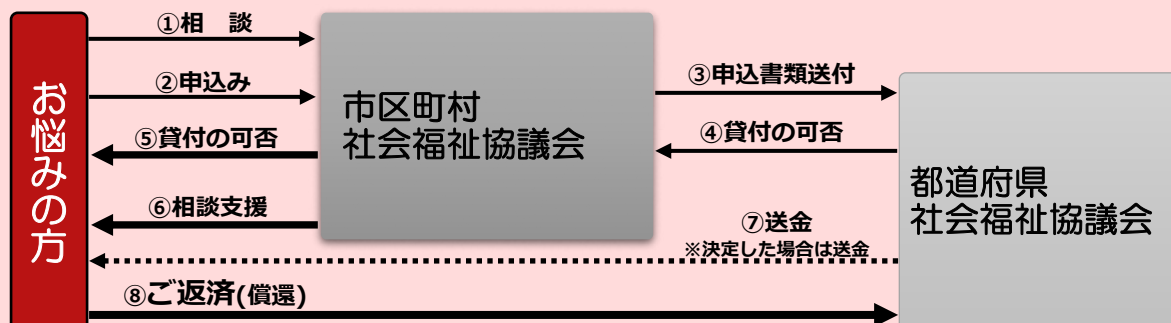 お悩みの方
①相　談
②申込み
⑤貸付の可否
⑥相談支援
市区町村
社会福祉協議会
③申込書類送付
④貸付の可否
⑦送金
※決定した場合は送金
⑧ご返済(償還)
都道府県
社会福祉協議会